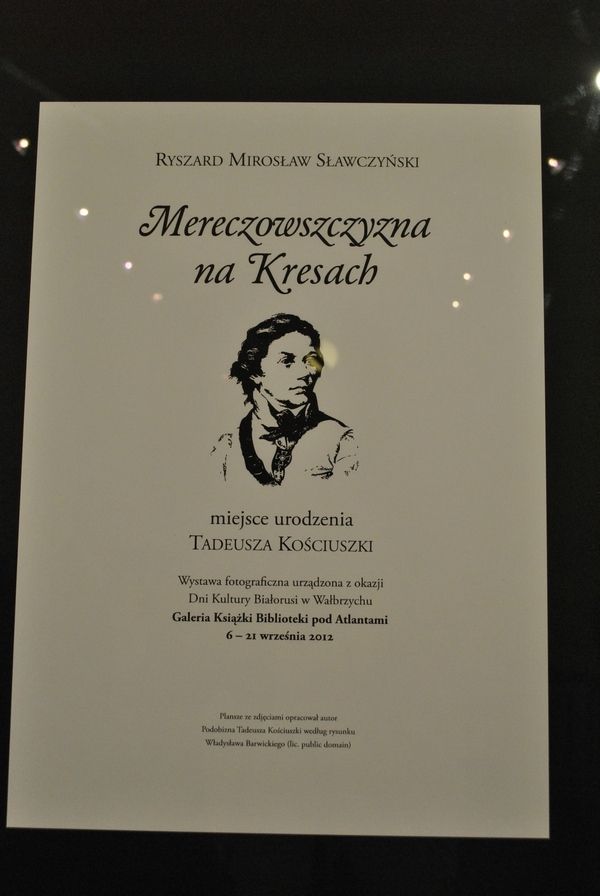 Ryszard Mirosław Sławczyński
Mereczowszczyzna
na Kresach
miejsce urodzenia
Tadeusza Kościuszki
Wystawa fotograficzna urządzona z okazji
Dni Kultury Białorusi w Wałbrzychu
Galeria Książki Biblioteki pod Atlantami
6 – 21 września 2012
Plansze ze zdjęciami opracował autor
Podobizna Tadeusza Kościuszki według rysunku
Władysława Barwickiego (lic. public domain)